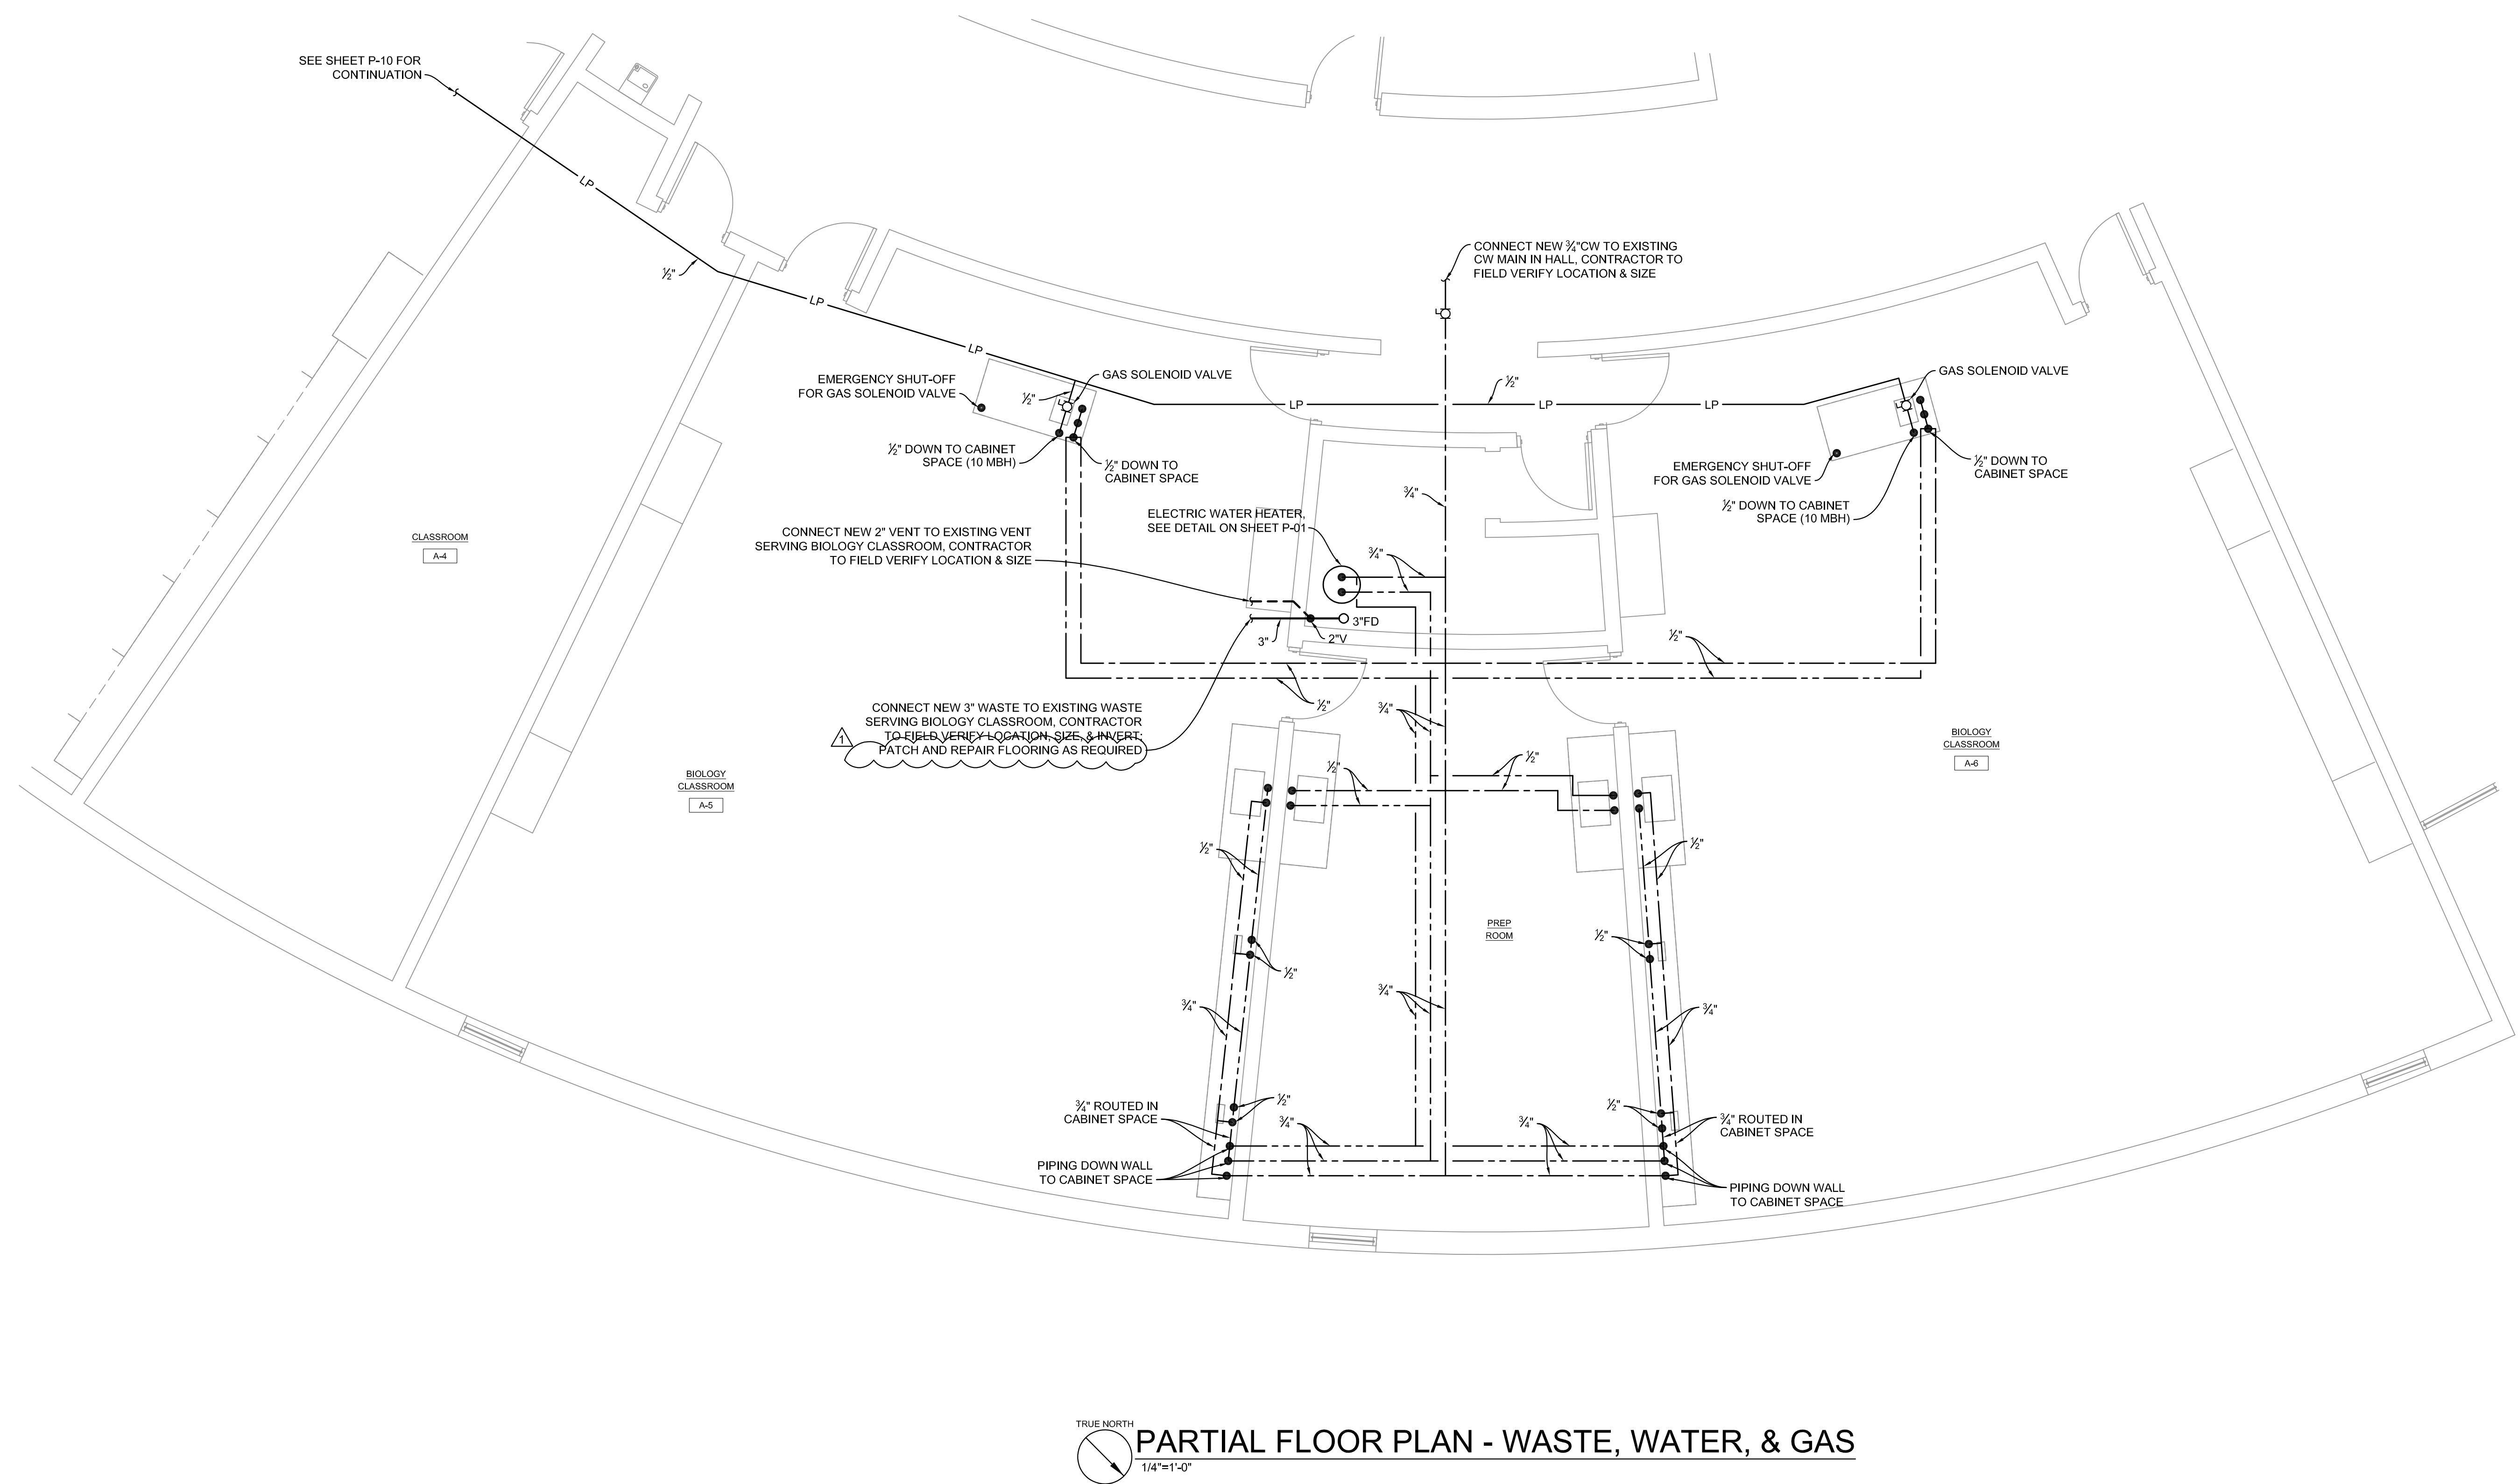 SEE SHEET P-10 FOR
CONTINUATION
LP
½"
LP
LP
CONNECT NEW ¾"CW TO EXISTING
CW MAIN IN HALL, CONTRACTOR TO
FIELD VERIFY LOCATION & SIZE
EMERGENCY SHUT-OFF
FOR GAS SOLENOID VALVE
GAS SOLENOID VALVE
½"
½" DOWN TO CABINET
SPACE (10 MBH)
½" DOWN TO
CABINET SPACE
LP
½"
LP
LP
GAS SOLENOID VALVE
EMERGENCY SHUT-OFF
FOR GAS SOLENOID VALVE
½" DOWN TO
CABINET SPACE
½" DOWN TO CABINET
SPACE (10 MBH)
¾"
ELECTRIC WATER HEATER,
SEE DETAIL ON SHEET P-01
CLASSROOM
A-4
CONNECT NEW 2" VENT TO EXISTING VENT
SERVING BIOLOGY CLASSROOM, CONTRACTOR
TO FIELD VERIFY LOCATION & SIZE
¾"
3"FD
2"V
3"
½"
½"
¾"
CONNECT NEW 3" WASTE TO EXISTING WASTE
SERVING BIOLOGY CLASSROOM, CONTRACTOR
TO FIELD VERIFY LOCATION, SIZE, & INVERT;
PATCH AND REPAIR FLOORING AS REQUIRED
1
BIOLOGY
CLASSROOM
A-5
BIOLOGY
CLASSROOM
A-6
½"
½"
½"
½"
PREP
ROOM
½"
½"
¾"
¾"
¾"
¾" ROUTED IN
CABINET SPACE
½"
¾"
¾"
½"
¾" ROUTED IN
CABINET SPACE
PIPING DOWN WALL
TO CABINET SPACE
PIPING DOWN WALL
TO CABINET SPACE
TRUE NORTH
PARTIAL FLOOR PLAN - WASTE, WATER, & GAS
1/4"=1'-0"